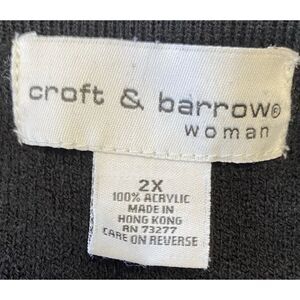 croft & barrow®
woman
2X
100% ACRYLIC
MADE IN
HONG KONG
RN 73277
CARE ON REVERSE